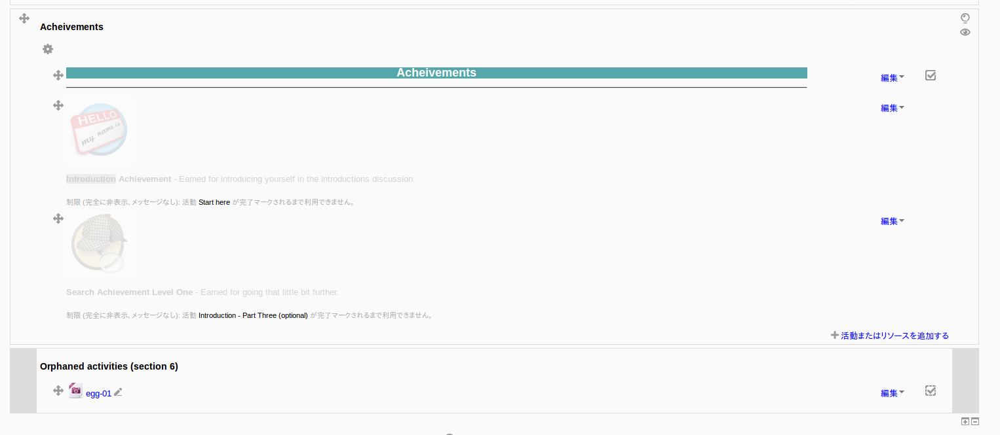 Acheivements
Acheivements
編集
編集
HELLO
my name is
Introduction Achievement - Earned for introducing yourself in the introductions discussion.
制限 (完全に非表示、メッセージなし): 活動 Start here が完了マークされるまで利用できません。
編集
Search Achievement Level One - Earned for going that little bit further.
制限 (完全に非表示、メッセージなし): 活動 Introduction - Part Three (optional) が完了マークされるまで利用できません。
活動またはリソースを追加する
Orphaned activities (section 6)
egg-01
編集